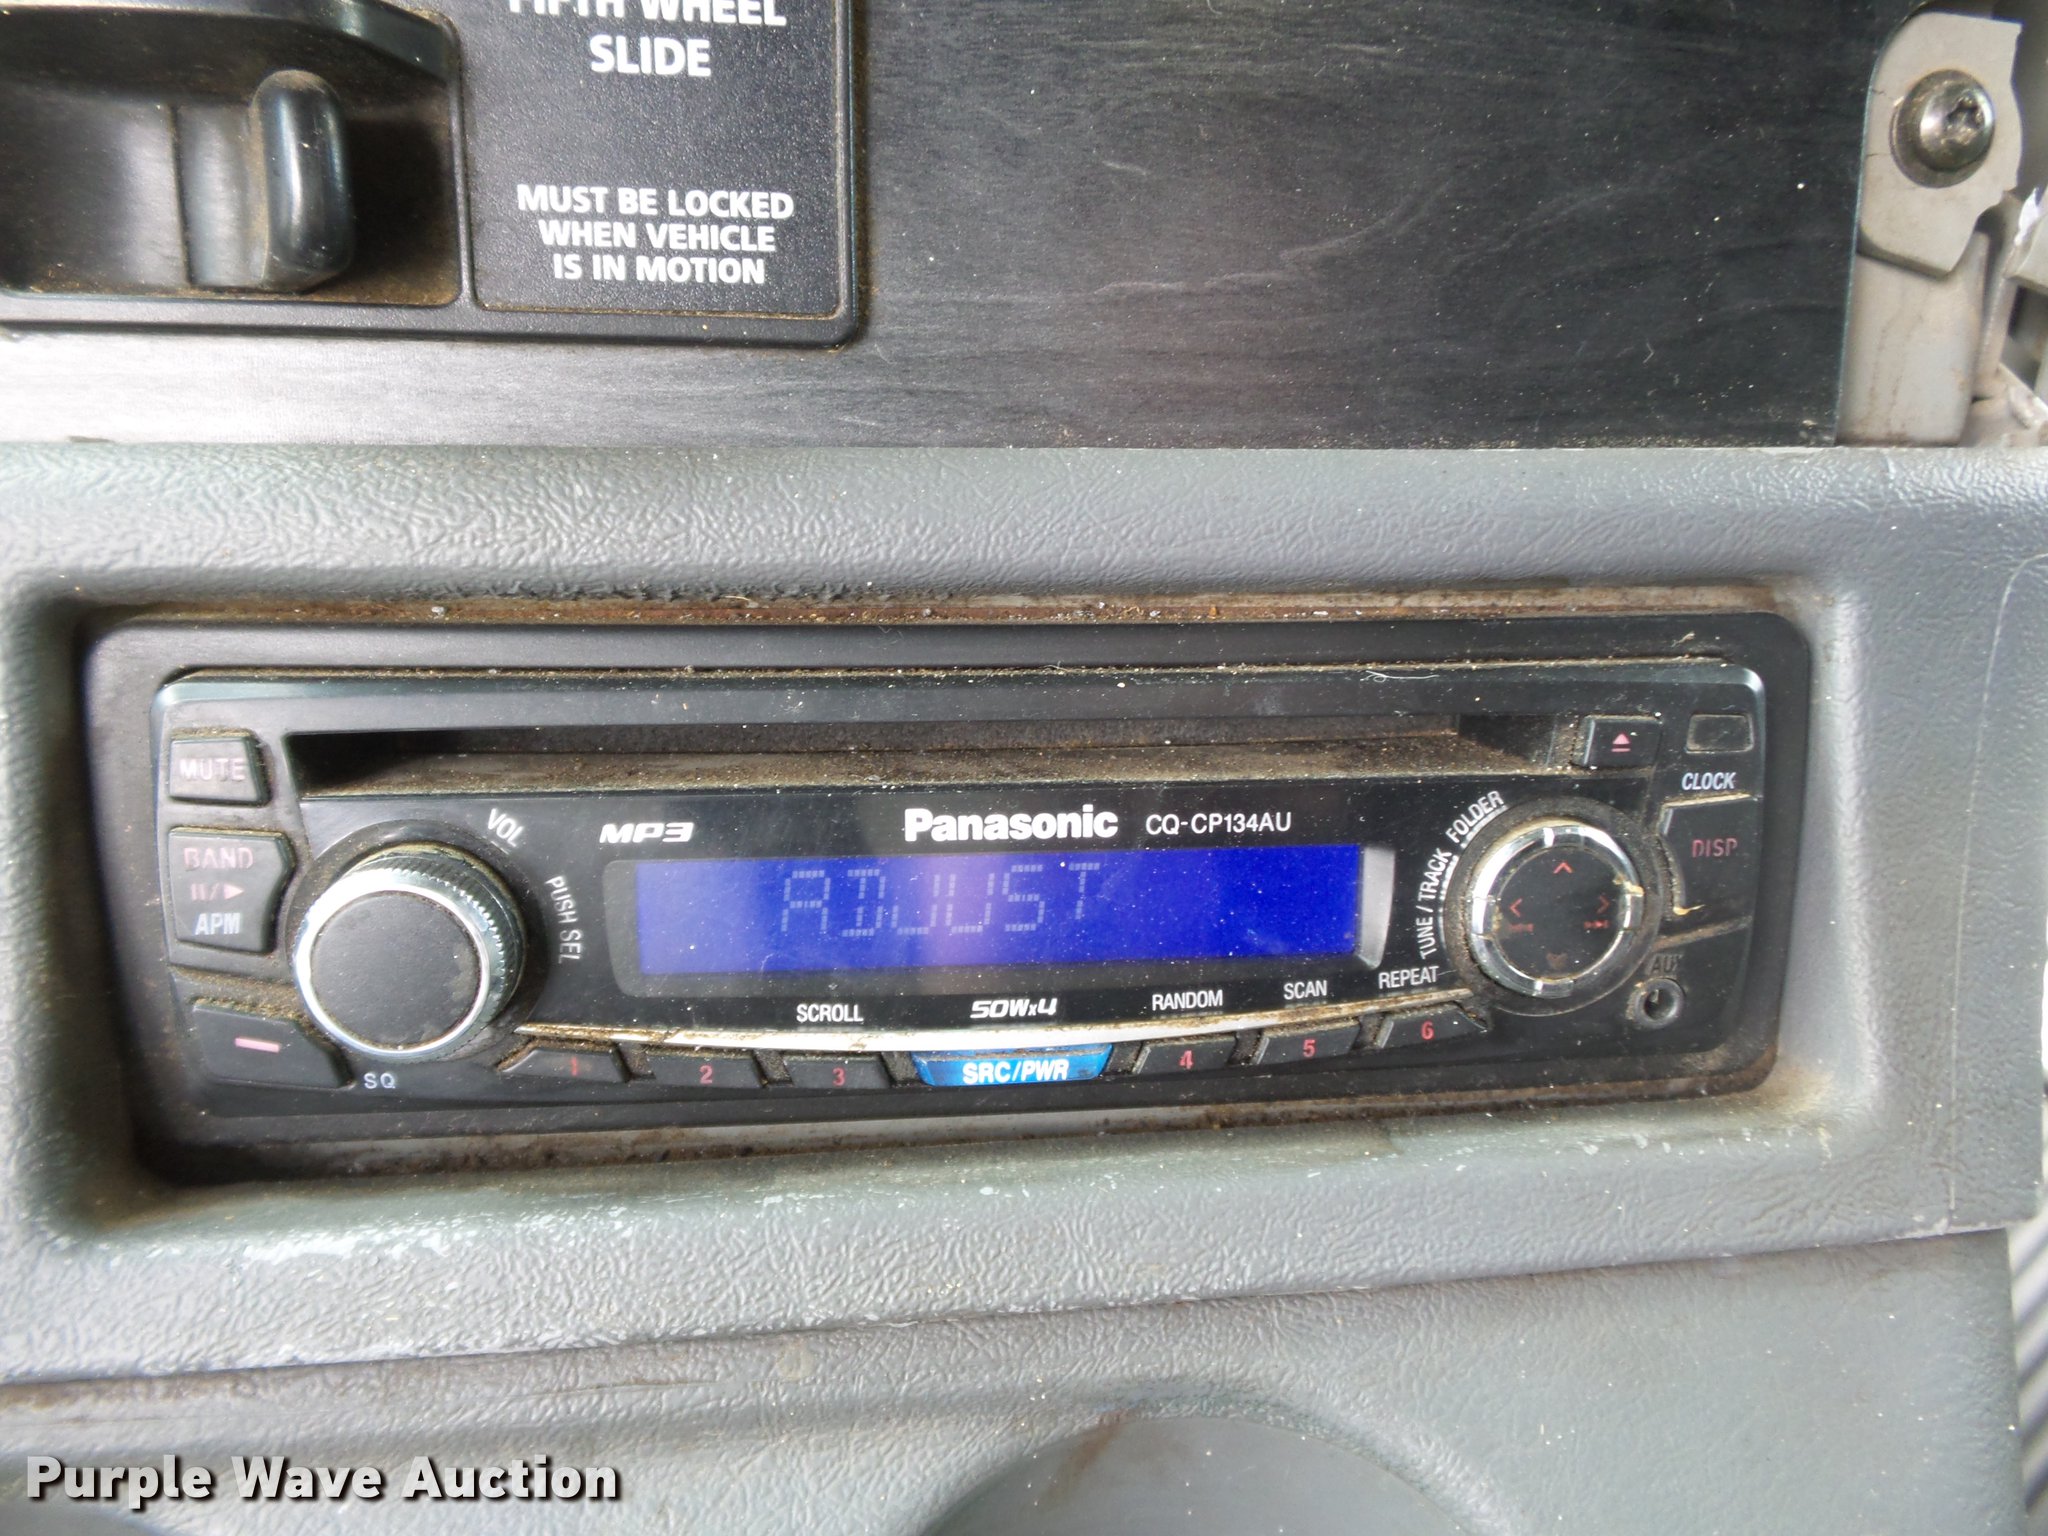 FIFTH WHEEL
SLIDE
MUST BE LOCKED
WHEN VEHICLE
IS IN MOTION
MUTE
BAND
APM
SQ
VOL
PUSH SEL
MP3
Panasonic CQ-CP134AU
ADJUST
SCROLL
50Wx4
RANDOM
SCAN
REPEAT
1
2
3
SRC/PWR
4
5
6
TUNE / TRACK FOLDER
CLOCK
DISP
AUX
Purple Wave Auction